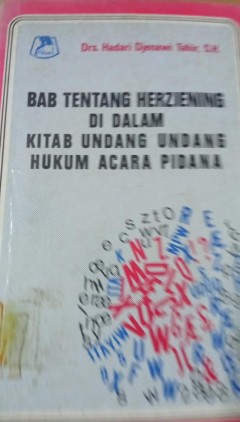 Drs. Hadari Djenawi Tahir, S.H.
BAB TENTANG HERZIENING
DI DALAM
KITAB UNDANG UNDANG
HUKUM ACARA PIDANA